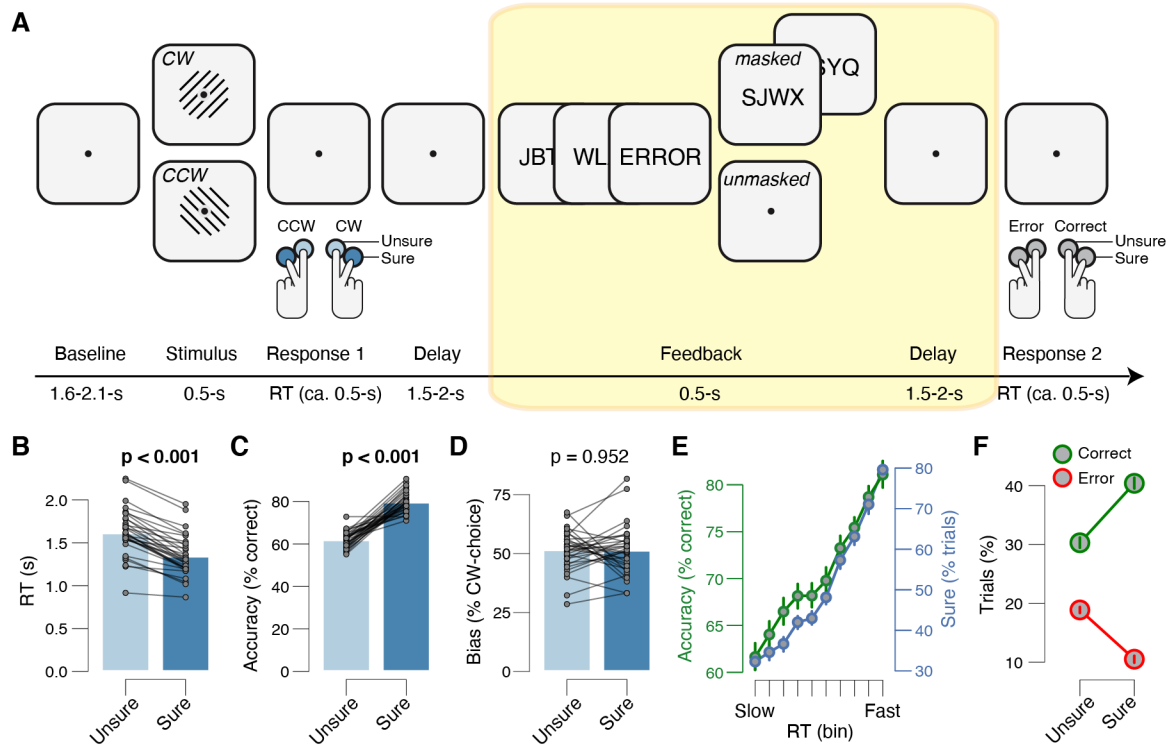 A
CW
CCW
CCW CW
Unsure
Sure
JBT WL ERROR
masked
SJWX
SYQ
unmasked
Error Correct
Unsure
Sure
Baseline Stimulus Response 1 Delay Feedback Delay Response 2
1.6-2.1-s 0.5-s RT (ca. 0.5-s) 1.5-2-s 0.5-s 1.5-2-s RT (ca. 0.5-s)
B
p < 0.001
RT (s)
2.0
1.5
1.0
0.5
0.0
Unsure
Sure
C
p < 0.001
Accuracy (% correct)
80
60
40
20
0
Unsure
Sure
D
p = 0.952
Bias (% CW-choice)
75
50
25
0
Unsure
Sure
E
Accuracy (% correct)
80
75
70
65
60
Sure (% trials)
80
70
60
50
40
30
Slow Fast
RT (bin)
F
Correct
Error
Trials (%)
40
30
20
10
Unsure
Sure